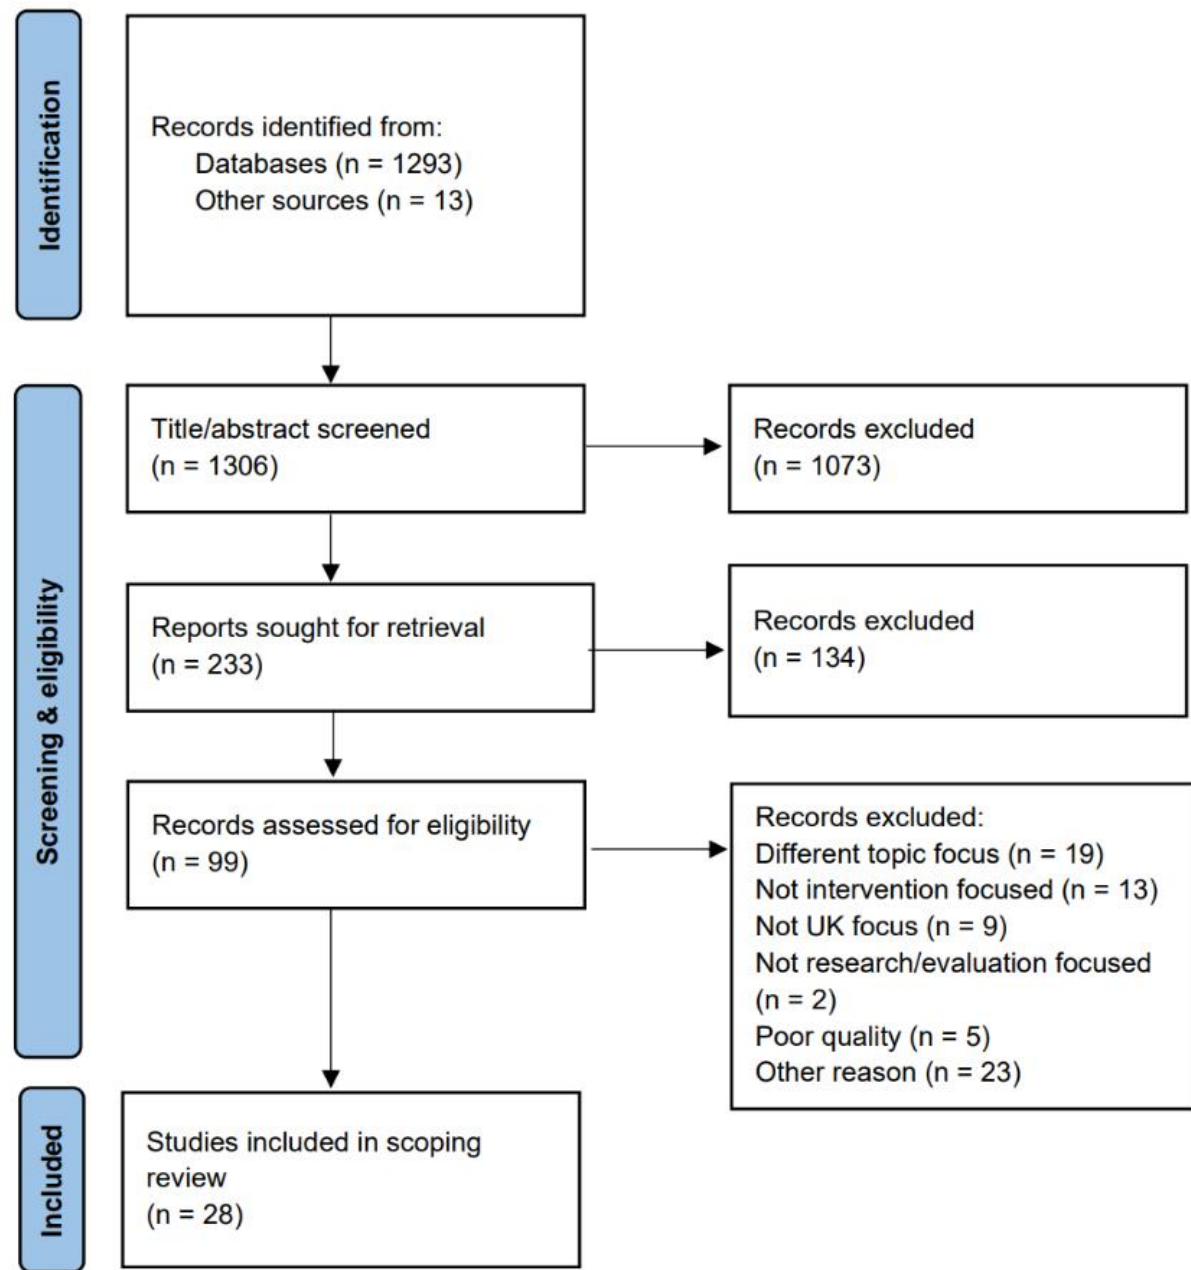 Identification
Records identified from:
Databases (n = 1293)
Other sources (n = 13)
Screening & eligibility
Title/abstract screened
(n = 1306)
Records excluded
(n = 1073)
Reports sought for retrieval
(n = 233)
Records excluded
(n = 134)
Records assessed for eligibility
(n = 99)
Records excluded:
Different topic focus (n = 19)
Not intervention focused (n = 13)
Not UK focus (n = 9)
Not research/evaluation focused
(n = 2)
Poor quality (n = 5)
Other reason (n = 23)
Included
Studies included in scoping
review
(n = 28)